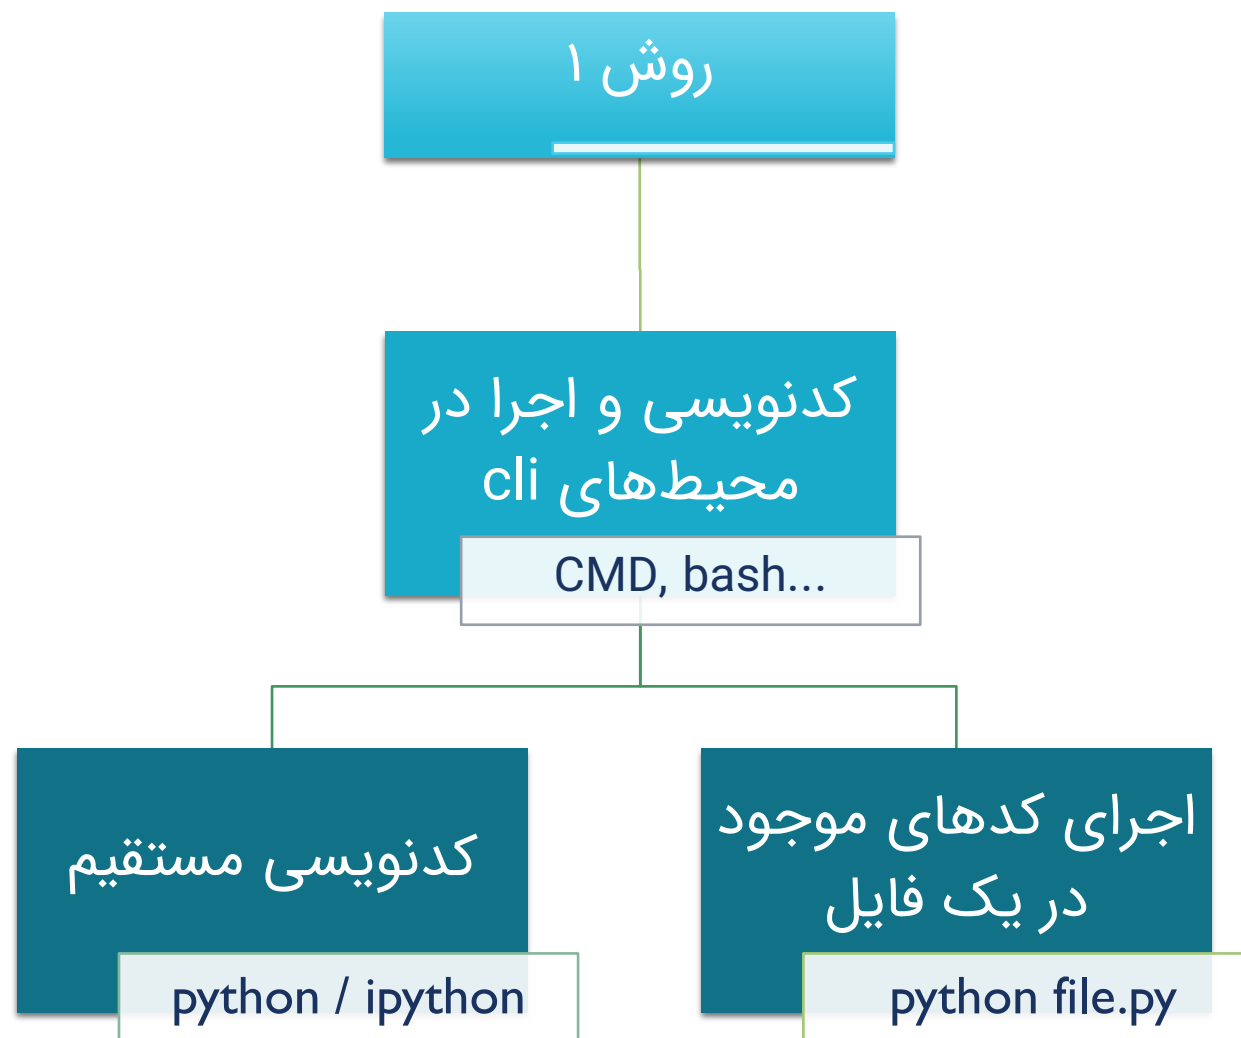 روش ۱
کدنویسی و اجرا در
محیط‌های cli
CMD, bash...
اجرای کدهای موجود
در یک فایل
python file.py
کدنویسی مستقیم
python / ipython